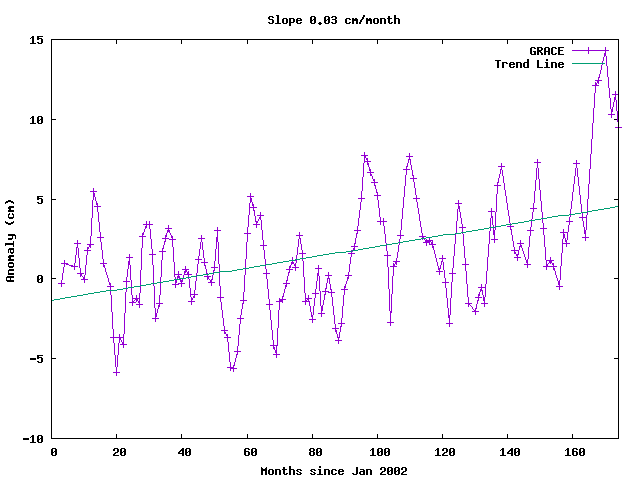 Slope 0.03 cm/month
GRACE
Trend Line
15
10
5
0
-5
-10
Anomaly (cm)
0 20 40 60 80 100 120 140 160
Months since Jan 2002